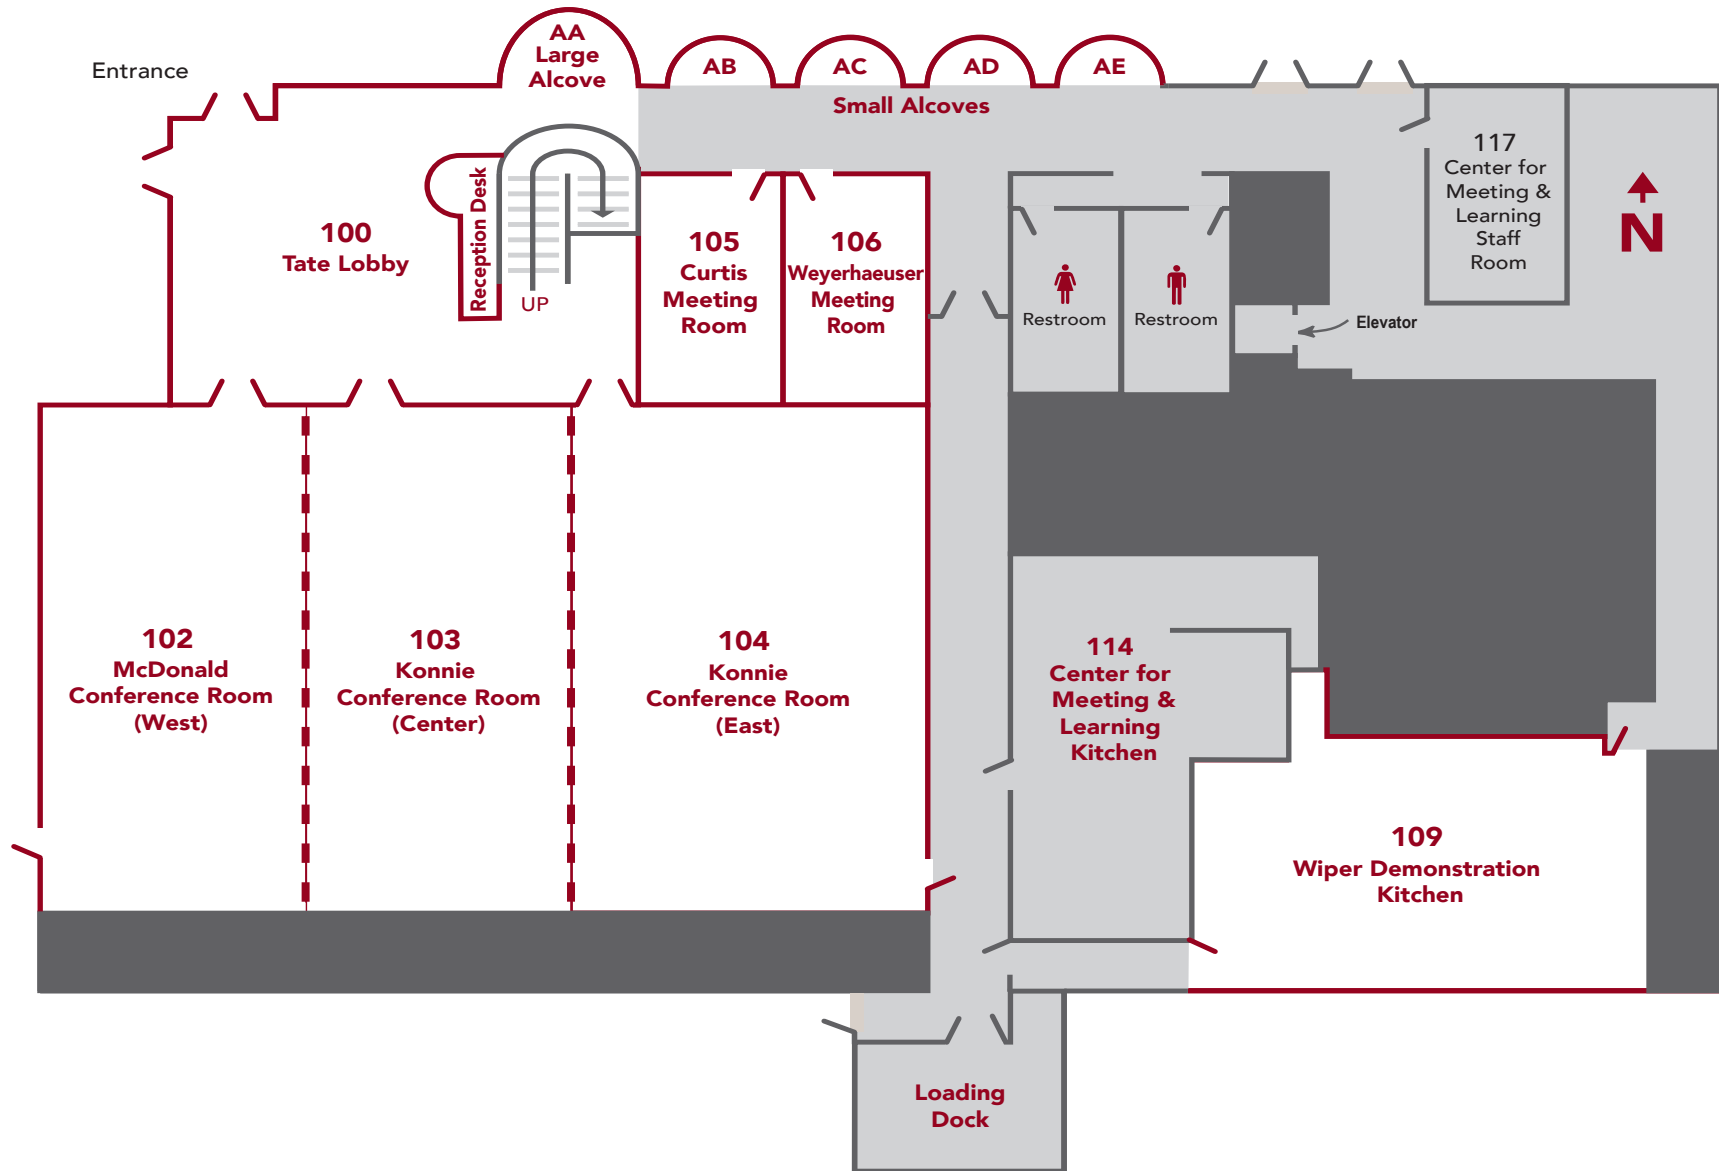 AA
Large
Alcove
AB
AC
AD
AE
Entrance
Small Alcoves
117
Center for
Meeting &
Learning
Staff
Room
N
100
Tate Lobby
Reception Desk
UP
105
Curtis
Meeting
Room
106
Weyerhaeuser
Meeting
Room
Restroom
Restroom
Elevator
102
McDonald
Conference Room
(West)
103
Konnie
Conference Room
(Center)
104
Konnie
Conference Room
(East)
114
Center for
Meeting &
Learning
Kitchen
109
Wiper Demonstration
Kitchen
Loading
Dock